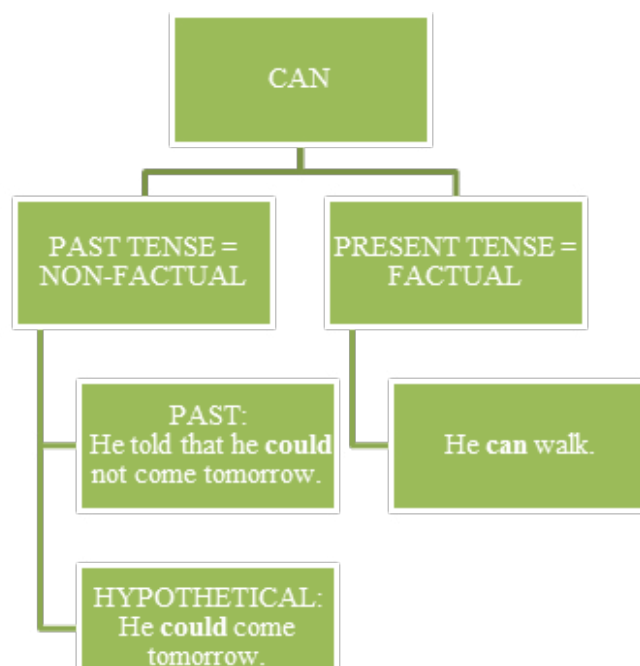 CAN
PAST TENSE =
NON-FACTUAL
PRESENT TENSE =
FACTUAL
PAST:
He told that he could
not come tomorrow.
He can walk.
HYPOTHETICAL:
He could come
tomorrow.